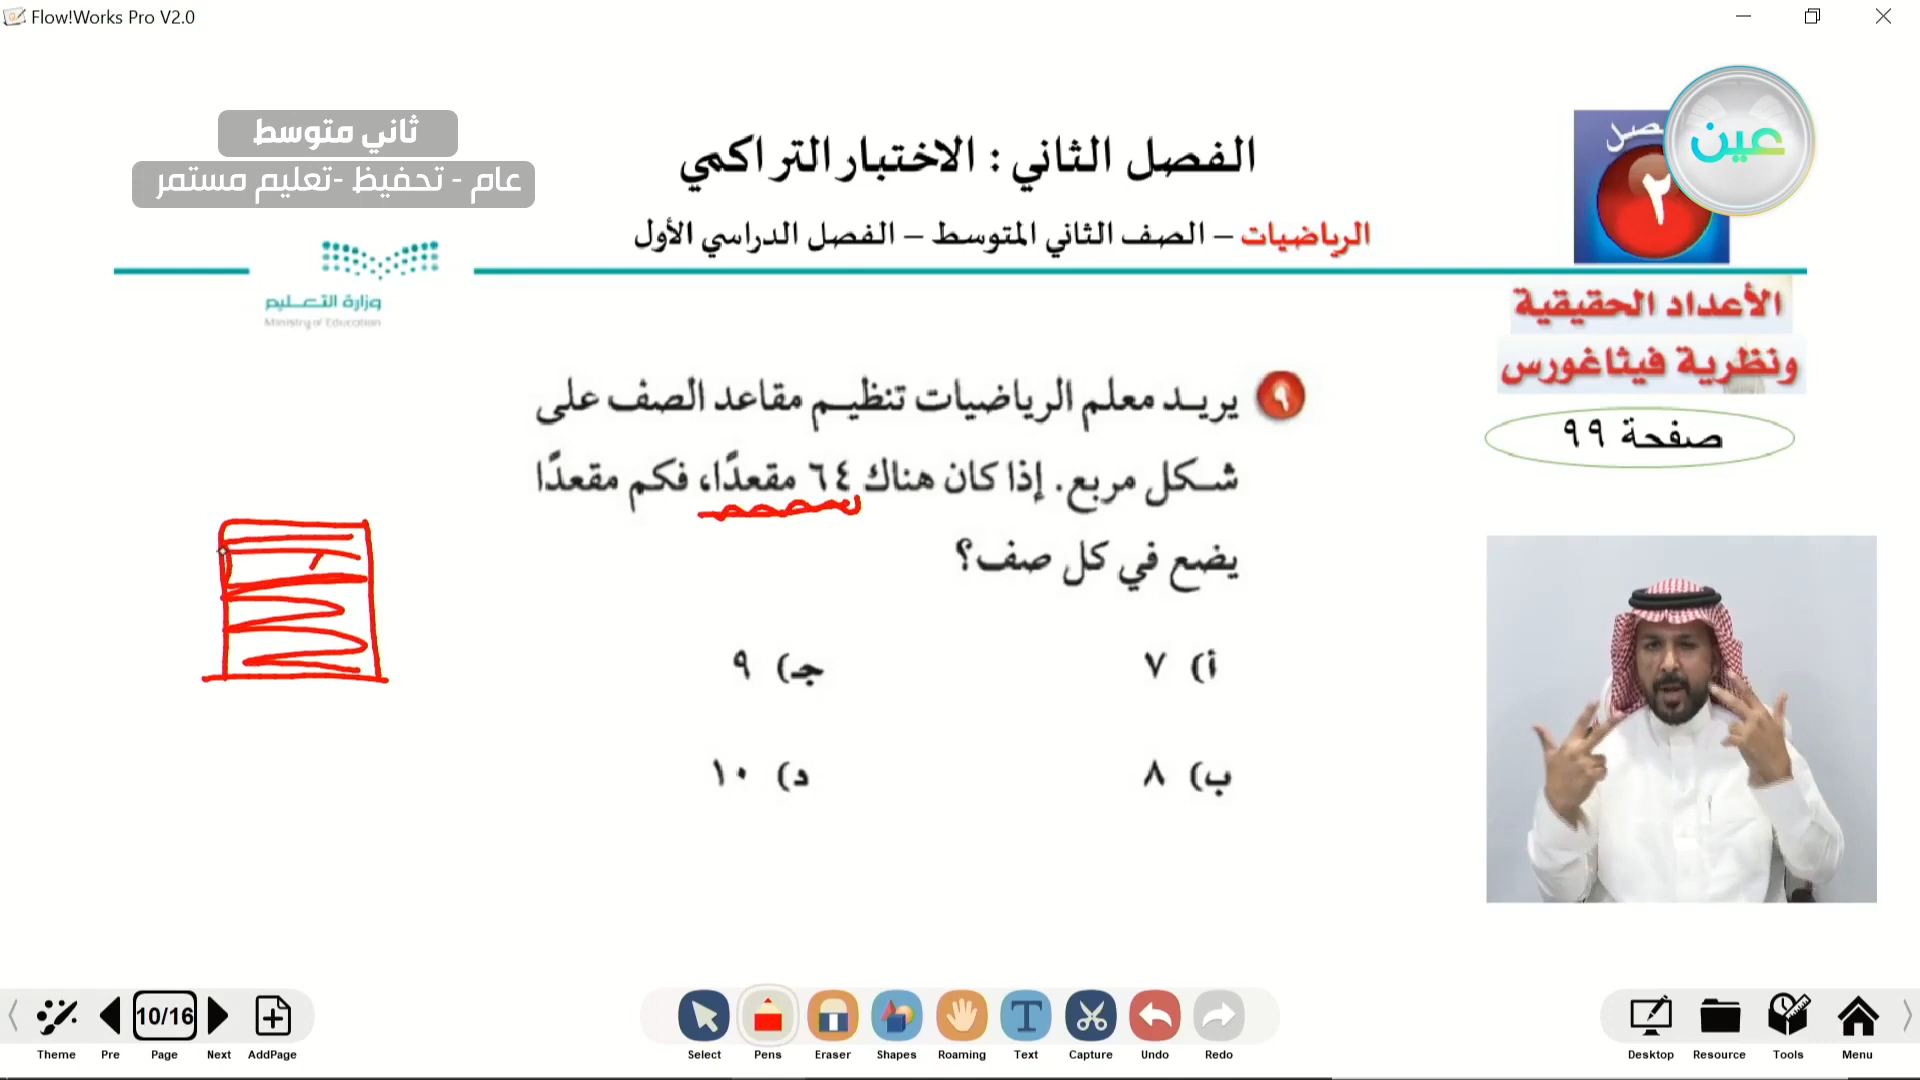 Flow!Works Pro V2.0
ثاني متوسط
عام - تحفيظ -تعليم مستمر
الفصل الثاني : الاختبار التراكمي
الرياضيات – الصف الثاني المتوسط – الفصل الدراسي الأول
عين
٢
وزارة التعليم
Ministry of Education
الأعداد الحقيقية
ونظرية فيثاغورس
صفحة ٩٩
٩ يريد معلم الرياضيات تنظيم مقاعد الصف على
شكل مربع. إذا كان هناك ٦٤ مقعدًا، فكم مقعدًا
يضع في كل صف؟
أ) ٧ جـ) ٩
ب) ٨ د) ١٠
10/16
Theme Pre Page Next AddPage Select Pens Eraser Shapes Roaming Text Capture Undo Redo Desktop Resource Tools Menu